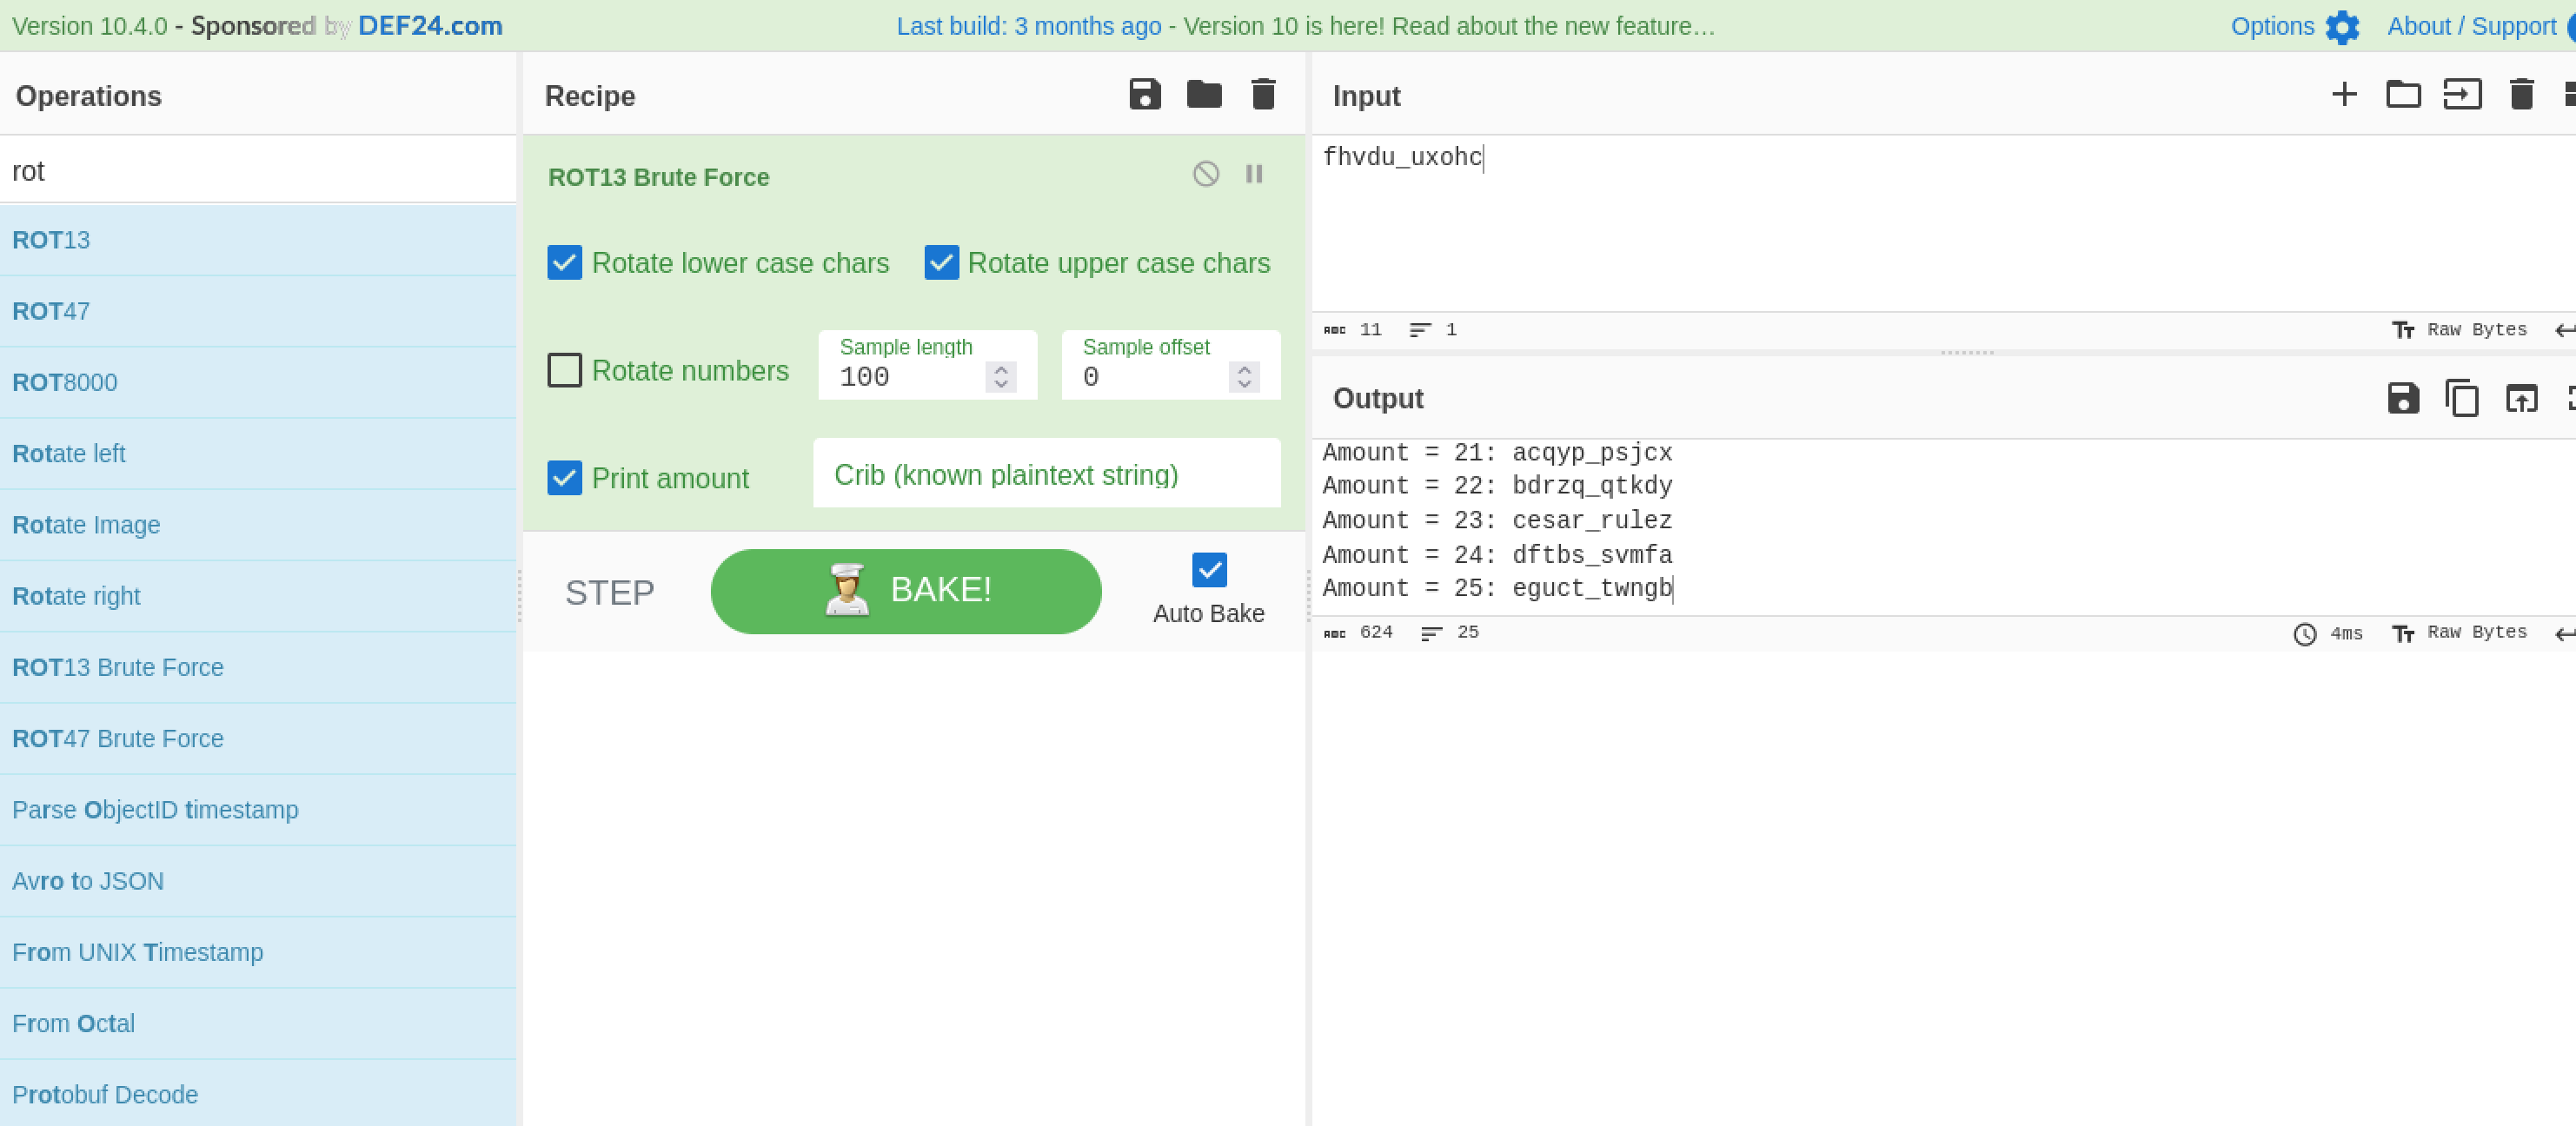 Version 10.4.0 - Sponsored by DEF24.com
Last build: 3 months ago - Version 10 is here! Read about the new feature…
Options
About / Support
Operations
rot
ROT13
ROT47
ROT8000
Rotate left
Rotate Image
Rotate right
ROT13 Brute Force
ROT47 Brute Force
Parse ObjectID timestamp
Avro to JSON
From UNIX Timestamp
From Octal
Protobuf Decode
Recipe
ROT13 Brute Force
Rotate lower case chars
Rotate upper case chars
Rotate numbers
Sample length
100
Sample offset
0
Print amount
Crib (known plaintext string)
STEP
BAKE!
Auto Bake
Input
fhvdu_uxohc
ABC 11
1
Tт Raw Bytes
Output
Amount = 21: acqyp_psjcx
Amount = 22: bdrzq_qtkdy
Amount = 23: cesar_rulez
Amount = 24: dftbs_svmfa
Amount = 25: eguct_twngb
ABC 624
25
4ms
Tт Raw Bytes